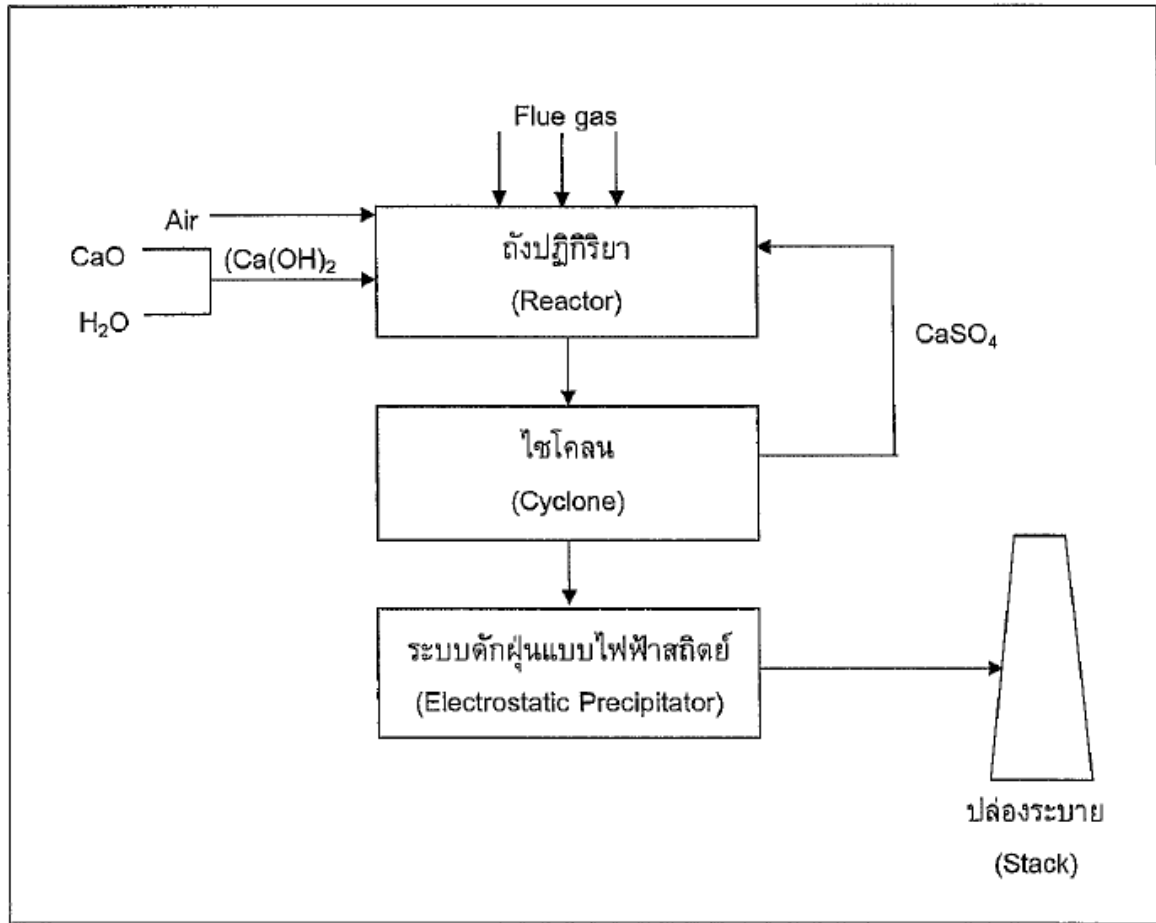 Flue gas
Air
CaO
(Ca(OH)₂
H₂O
ถังปฏิกิริยา
(Reactor)
CaSO₄
ไซโคลน
(Cyclone)
ระบบดักฝุ่นแบบไฟฟ้าสถิตย์
(Electrostatic Precipitator)
ปล่องระบาย
(Stack)